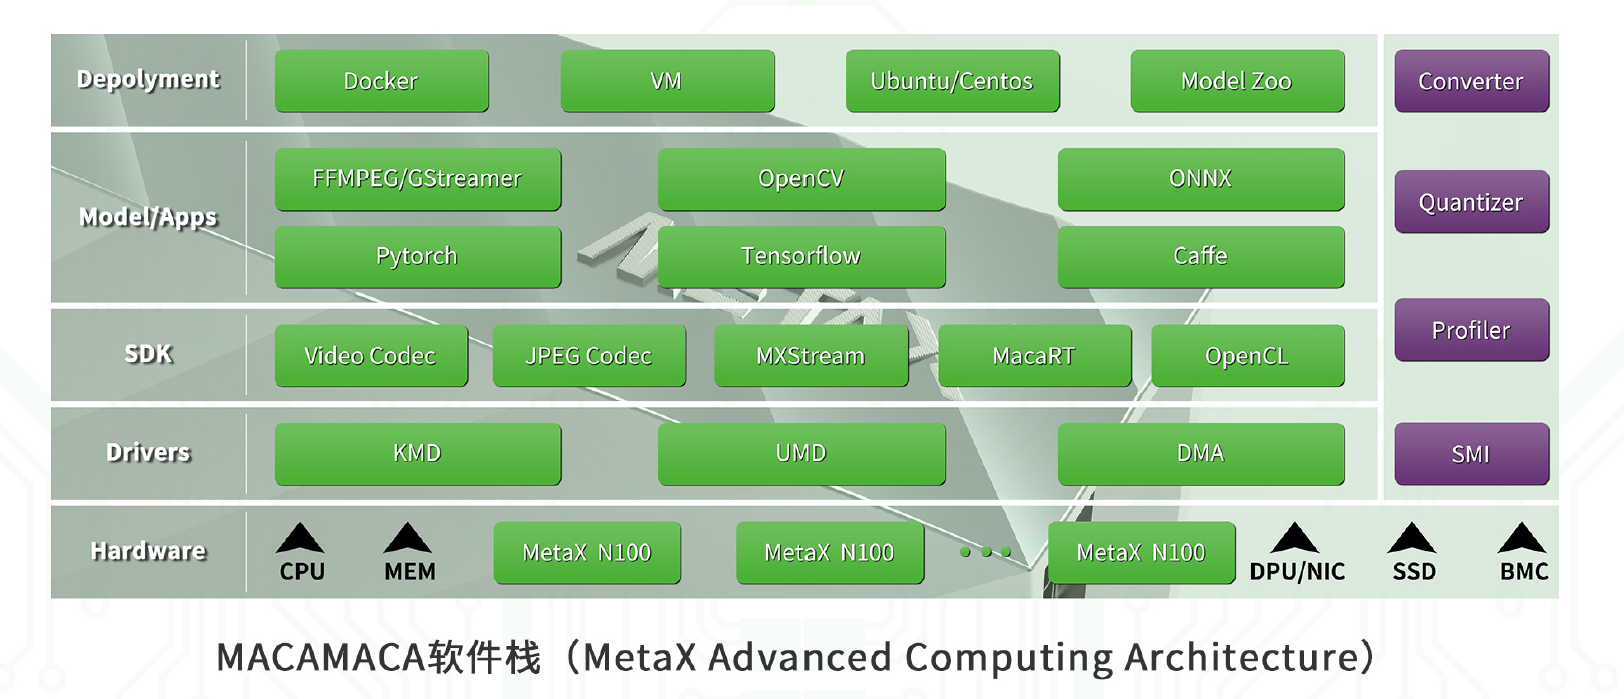 Depolyment
Docker
VM
Ubuntu/Centos
Model Zoo
Converter
Model/Apps
FFMPEG/GStreamer
OpenCV
ONNX
Quantizer
Pytorch
Tensorflow
Caffe
SDK
Video Codec
JPEG Codec
MXStream
MacaRT
OpenCL
Profiler
Drivers
KMD
UMD
DMA
SMI
Hardware
CPU
MEM
MetaX N100
MetaX N100
MetaX N100
DPU/NIC
SSD
BMC
MACAMACA软件栈（MetaX Advanced Computing Architecture）